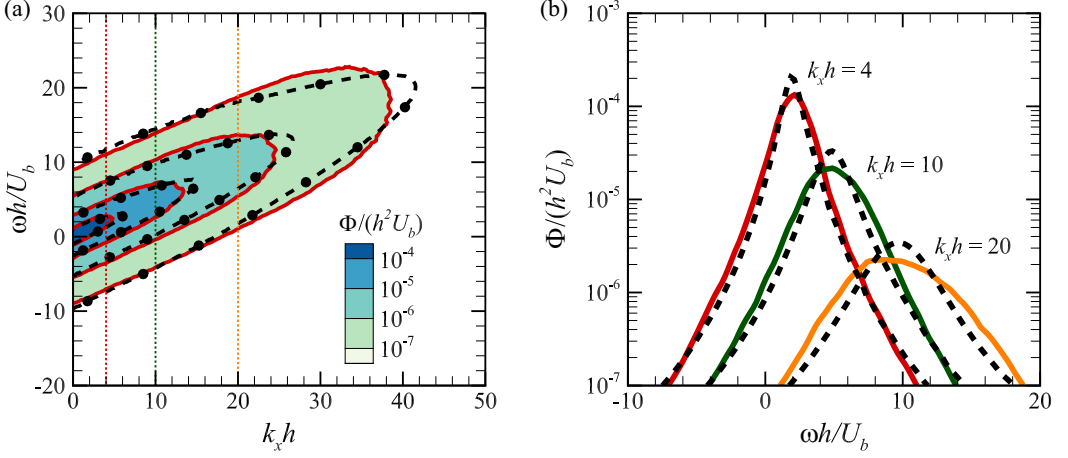 (a)
30
20
10
0
-10
-20
0 10 20 30 40 50
ωh/U_b
k_xh
Φ/(h²U_b)
10⁻⁴
10⁻⁵
10⁻⁶
10⁻⁷
(b)
10⁻³
10⁻⁴
10⁻⁵
10⁻⁶
10⁻⁷
-10 0 10 20
Φ/(h²U_b)
ωh/U_b
k_xh = 4
k_xh = 10
k_xh = 20